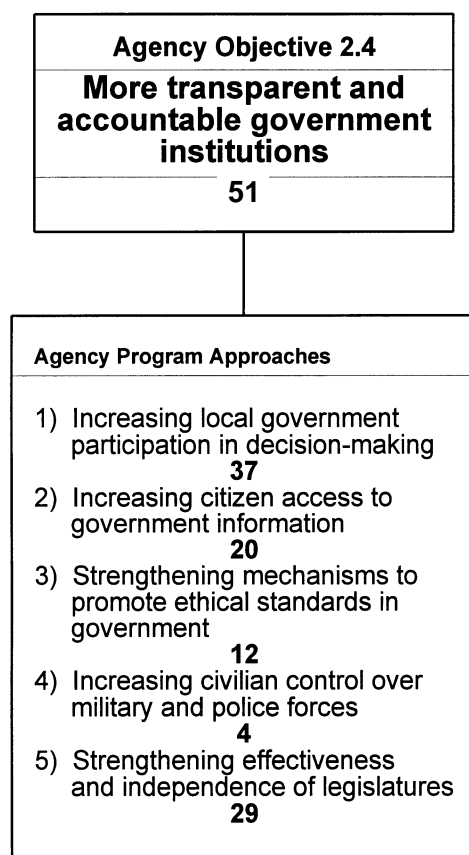 Agency Objective 2.4
More transparent and
accountable government
institutions
51
Agency Program Approaches
1) Increasing local government
participation in decision-making
37
2) Increasing citizen access to
government information
20
3) Strengthening mechanisms to
promote ethical standards in
government
12
4) Increasing civilian control over
military and police forces
4
5) Strengthening effectiveness
and independence of legislatures
29